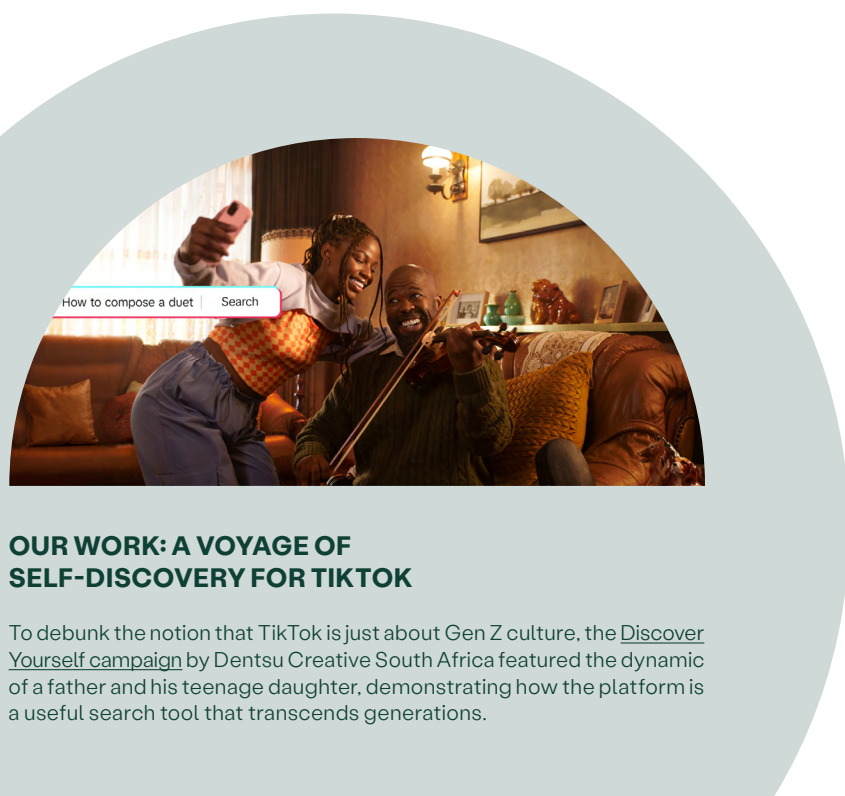 How to compose a duet Search
OUR WORK: A VOYAGE OF
SELF-DISCOVERY FOR TIKTOK
To debunk the notion that TikTok is just about Gen Z culture, the Discover
Yourself campaign by Dentsu Creative South Africa featured the dynamic
of a father and his teenage daughter, demonstrating how the platform is
a useful search tool that transcends generations.